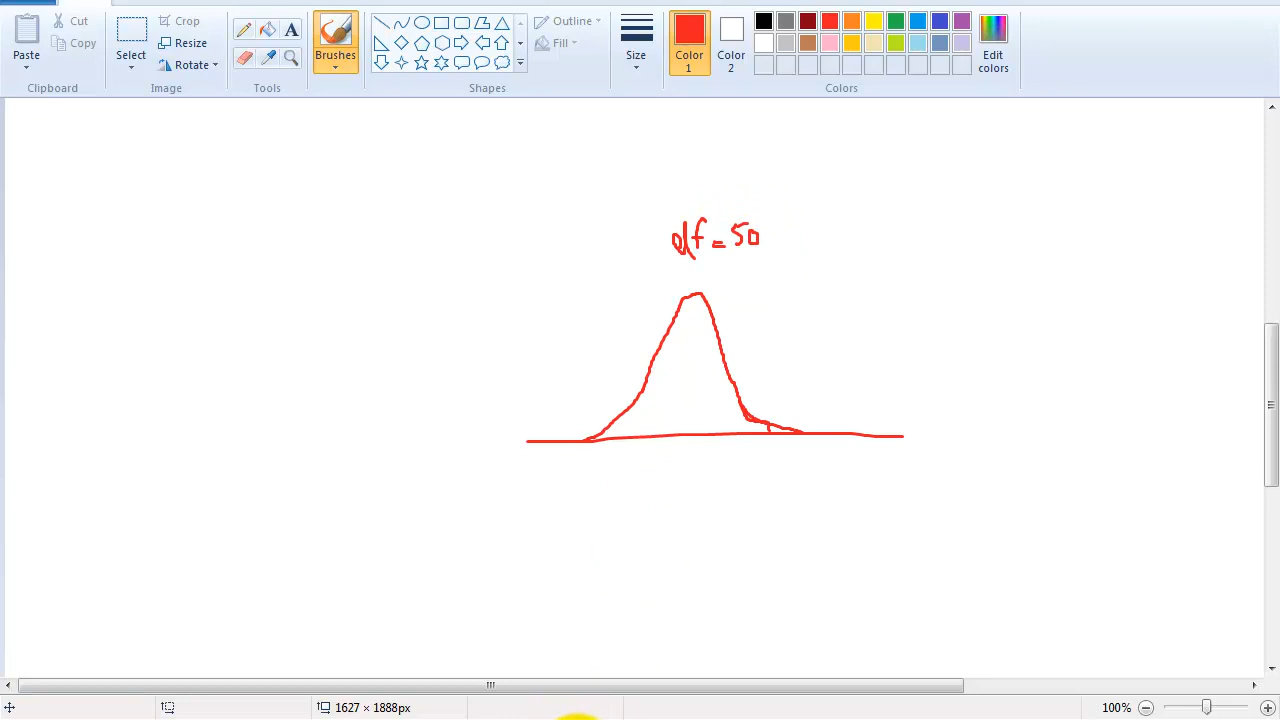 Paste
Cut
Copy
Clipboard
Select
Crop
Resize
Rotate
Image
A
Tools
Brushes
Outline
Fill
Shapes
Size
Color 1
Color 2
Edit colors
Colors
df = 50
1627 × 1888px
100%